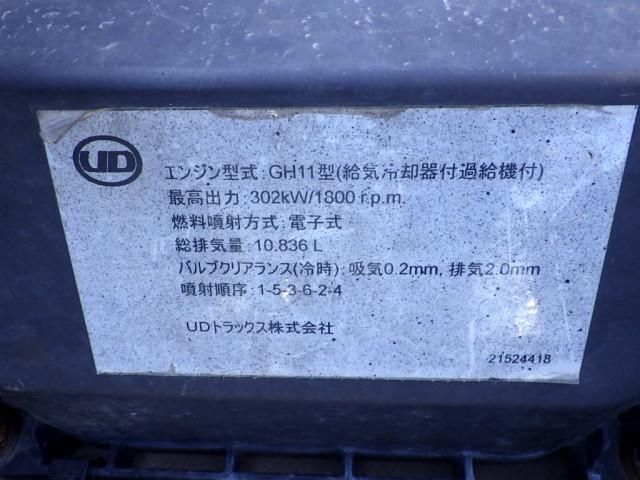 UD
エンジン型式:GH11型(給気冷却器付過給機付)
最高出力:302kW/1800 r.p.m.
燃料噴射方式:電子式
総排気量:10.836 L
バルブクリアランス(冷時):吸気0.2mm, 排気2.0mm
噴射順序:1-5-3-6-2-4
UDトラックス株式会社
21524418